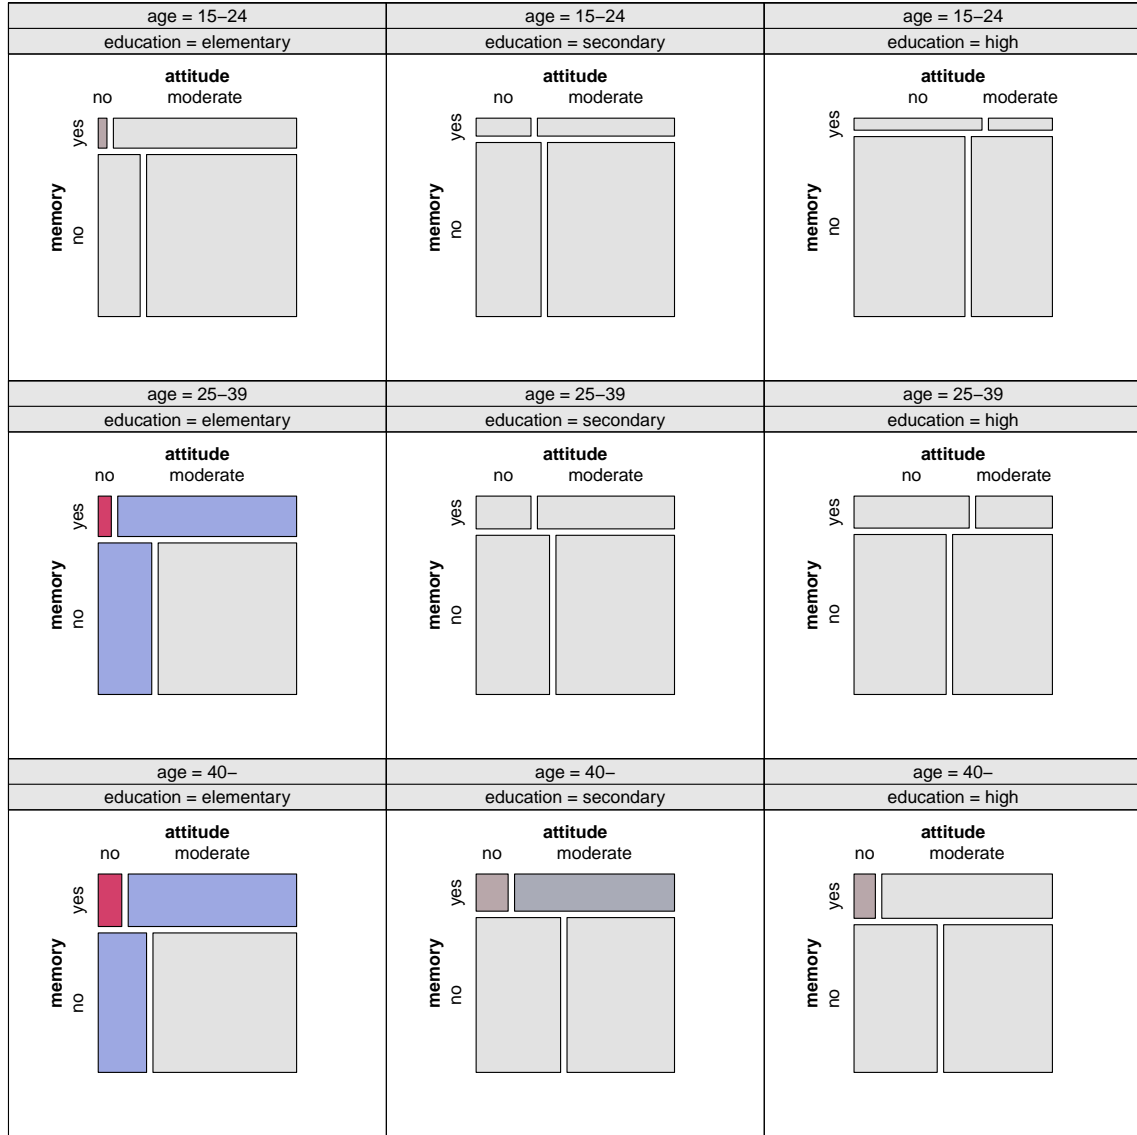 age = 15−24
education = elementary
attitude
no moderate
memory
yes
no
age = 15−24
education = secondary
attitude
no moderate
memory
yes
no
age = 15−24
education = high
attitude
no moderate
memory
yes
no
age = 25−39
education = elementary
attitude
no moderate
memory
yes
no
age = 25−39
education = secondary
attitude
no moderate
memory
yes
no
age = 25−39
education = high
attitude
no moderate
memory
yes
no
age = 40−
education = elementary
attitude
no moderate
memory
yes
no
age = 40−
education = secondary
attitude
no moderate
memory
yes
no
age = 40−
education = high
attitude
no moderate
memory
yes
no